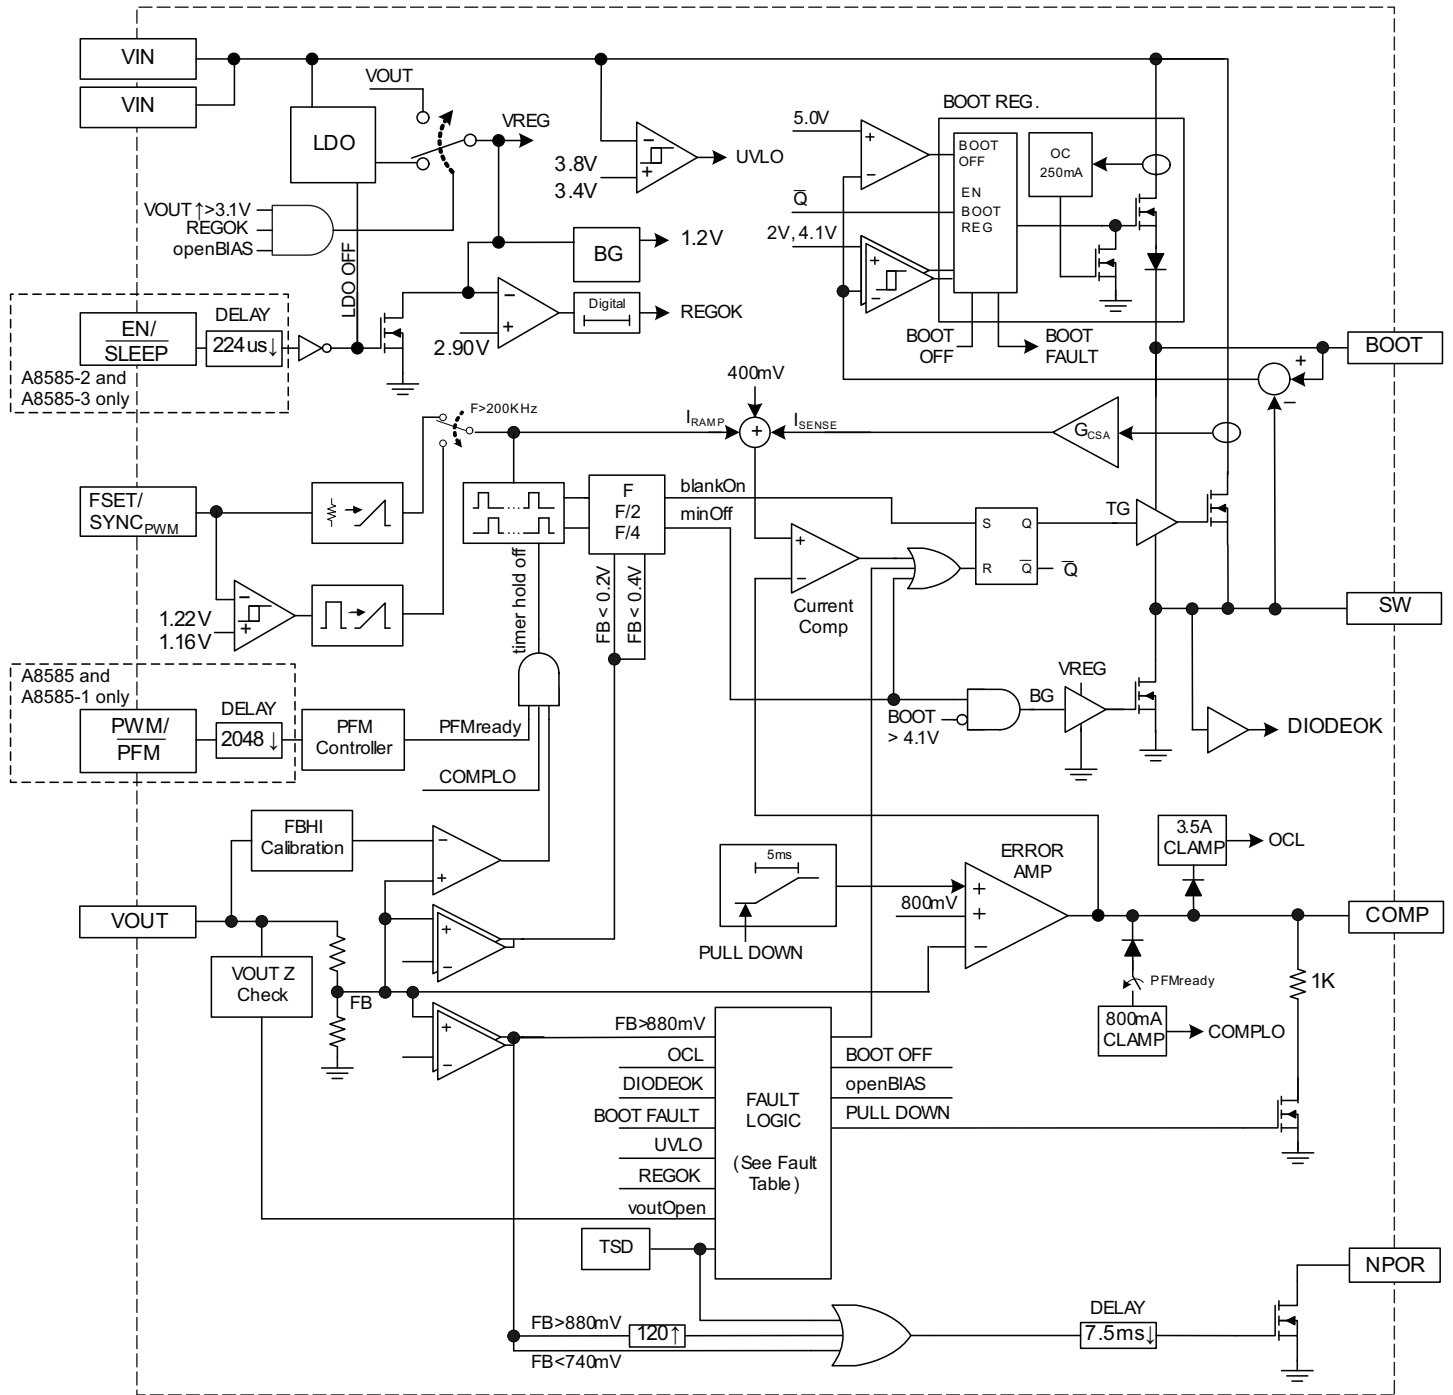 VIN
VIN
LDO
VOUT
VREG
VOUT ↑>3.1V
REGOK
openBIAS
LDO OFF
3.8V
3.4V
UVLO
BG
1.2V
Digital
REGOK
2.90V
BOOT REG.
5.0V
BOOT
OFF
EN
BOOT
REG
OC
250mA
Q̅
2V, 4.1V
BOOT
OFF
BOOT
FAULT
EN/
S̅L̅E̅E̅P̅
DELAY
224us↓
A8585-2 and
A8585-3 only
BOOT
+
−
400mV
F>200KHz
I RAMP
+
I SENSE
G CSA
FSET/
SYNC PWM
F
F/2
F/4
blankOn
minOff
timer hold off
FB < 0.2V
FB < 0.4V
1.22V
1.16V
Current
Comp
S
Q
R
Q̅
Q̅
TG
SW
A8585 and
A8585-1 only
PWM/
P̅F̅M̅
DELAY
2048 ↓
PFM
Controller
PFMready
COMPLO
BOOT
> 4.1V
BG
VREG
DIODEOK
FBHI
Calibration
VOUT
VOUT Z
Check
FB
5ms
PULL DOWN
800mV
ERROR
AMP
3.5A
CLAMP
OCL
COMP
PFMready
800mA
CLAMP
COMPLO
1K
FB>880mV
OCL
DIODEOK
BOOT FAULT
UVLO
REGOK
voutOpen
FAULT
LOGIC
(See Fault
Table)
BOOT OFF
openBIAS
PULL DOWN
TSD
NPOR
FB>880mV
120↑
FB<740mV
DELAY
7.5ms↓